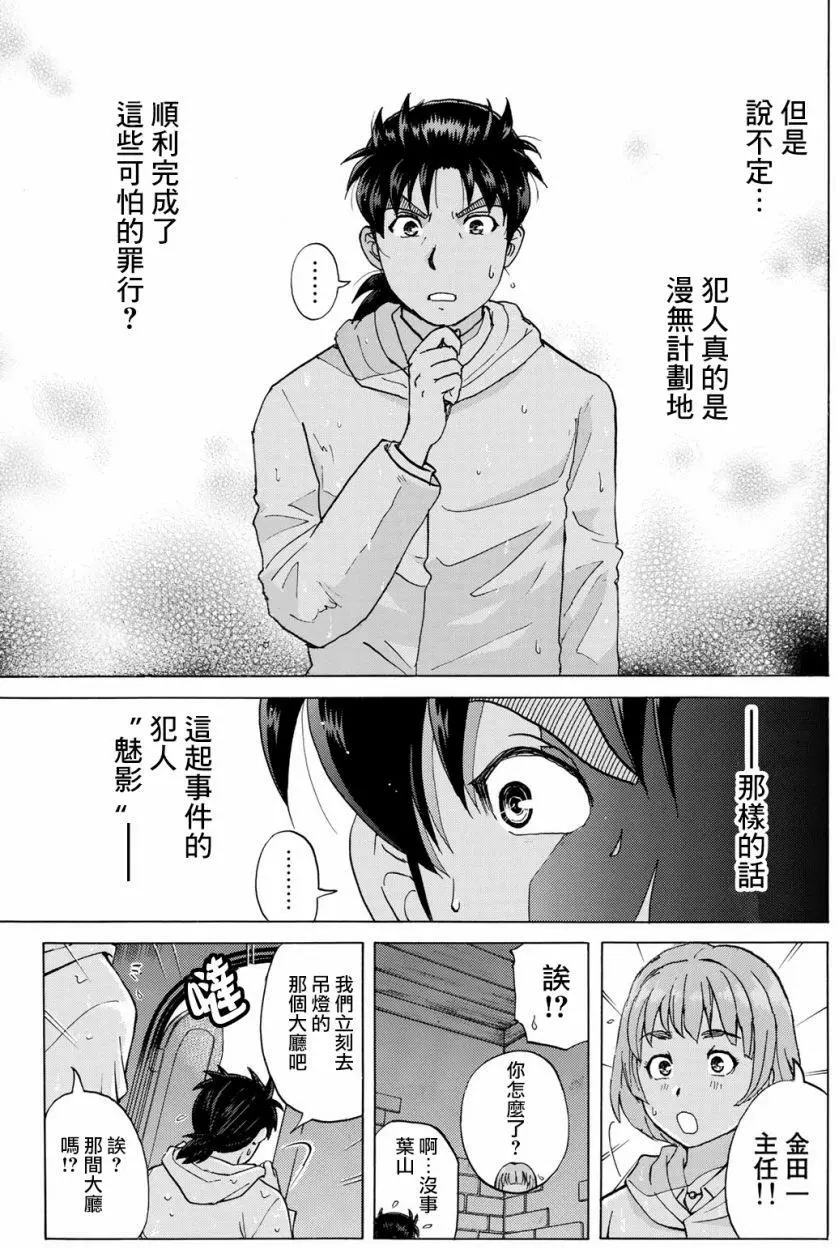 但是
說不定…
犯人真的是
漫無計劃地
順利完成了
這些可怕的罪行?
……
——那樣的話
這起事件的
犯人
"魅影"——
……
金田一
主任!!
誒!?
你怎麼了?
啊…沒事
葉山
我們立刻去
吊燈的
那個大廳吧
噠
誒?
那間大廳
嗎!?